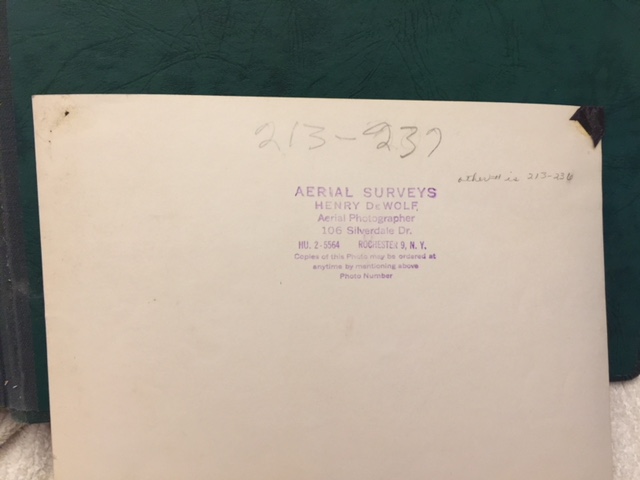 213-237
other is 213-234
AERIAL SURVEYS
HENRY DeWOLF,
Aerial Photographer
106 Silverdale Dr.
HU. 2-5564 ROCHESTER 9, N. Y.
Copies of this Photo may be ordered at
anytime by mentioning above
Photo Number